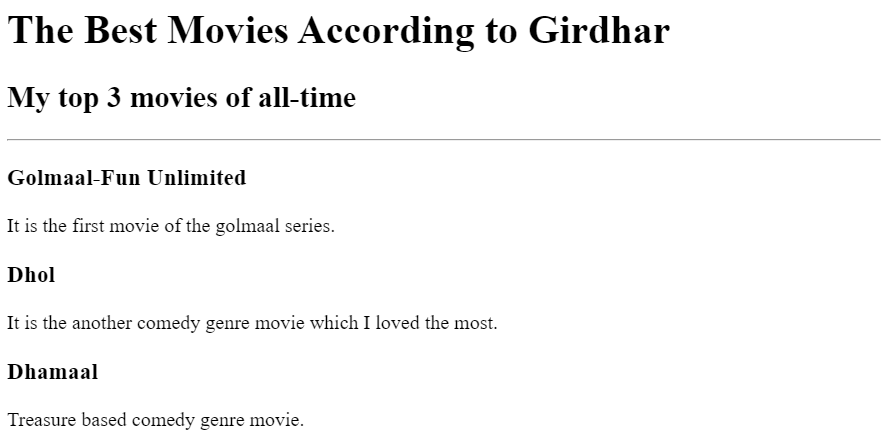 The Best Movies According to Girdhar
My top 3 movies of all-time
Golmaal-Fun Unlimited
It is the first movie of the golmaal series.
Dhol
It is the another comedy genre movie which I loved the most.
Dhamaal
Treasure based comedy genre movie.